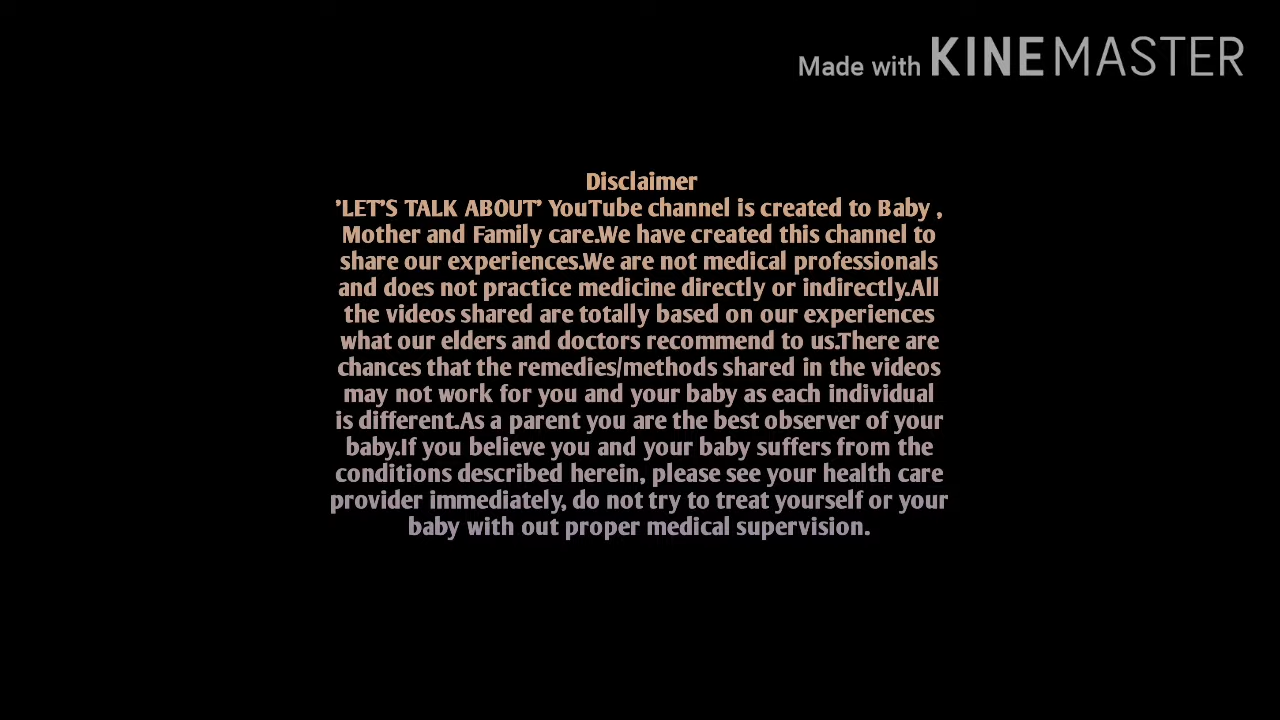 Made with KINEMASTER
Disclaimer
'LET'S TALK ABOUT' YouTube channel is created to Baby ,
Mother and Family care.We have created this channel to
share our experiences.We are not medical professionals
and does not practice medicine directly or indirectly.All
the videos shared are totally based on our experiences
what our elders and doctors recommend to us.There are
chances that the remedies/methods shared in the videos
may not work for you and your baby as each individual
is different.As a parent you are the best observer of your
baby.If you believe you and your baby suffers from the
conditions described herein, please see your health care
provider immediately, do not try to treat yourself or your
baby with out proper medical supervision.